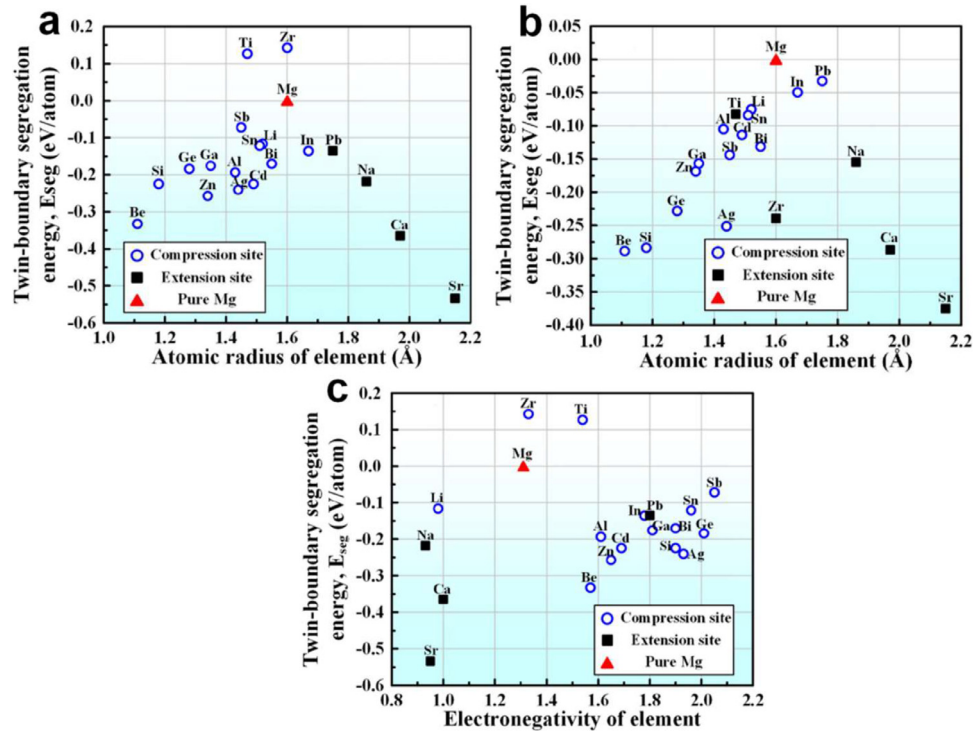 a
Twin-boundary segregation
energy, Eseg (eV/atom)
0.2
0.1
0.0
-0.1
-0.2
-0.3
-0.4
-0.5
-0.6
Ti
Zr
Mg
Sb
Sn
Li
In
Pb
Si
Ge
Ga
Al
Bi
Na
Zn
Ag
Cd
Be
Ca
Sr
Compression site
Extension site
Pure Mg
1.0 1.2 1.4 1.6 1.8 2.0 2.2
Atomic radius of element (Å)
b
Twin-boundary segregation
energy, Eseg (eV/atom)
0.05
0.00
-0.05
-0.10
-0.15
-0.20
-0.25
-0.30
-0.35
-0.40
Mg
Pb
In
Ti
Li
Al
Sn
Cd
Bi
Ga
Sb
Zn
Na
Ge
Ag
Zr
Be
Si
Ca
Sr
Compression site
Extension site
Pure Mg
1.0 1.2 1.4 1.6 1.8 2.0 2.2
Atomic radius of element (Å)
c
Twin-boundary segregation
energy, Eseg (eV/atom)
0.2
0.1
0.0
-0.1
-0.2
-0.3
-0.4
-0.5
-0.6
Zr
Ti
Mg
Li
Sb
Na
In
Pb
Sn
Al
Ga
Bi
Ge
Cd
Zn
Si
Ag
Be
Ca
Sr
Compression site
Extension site
Pure Mg
0.8 1.0 1.2 1.4 1.6 1.8 2.0 2.2
Electronegativity of element